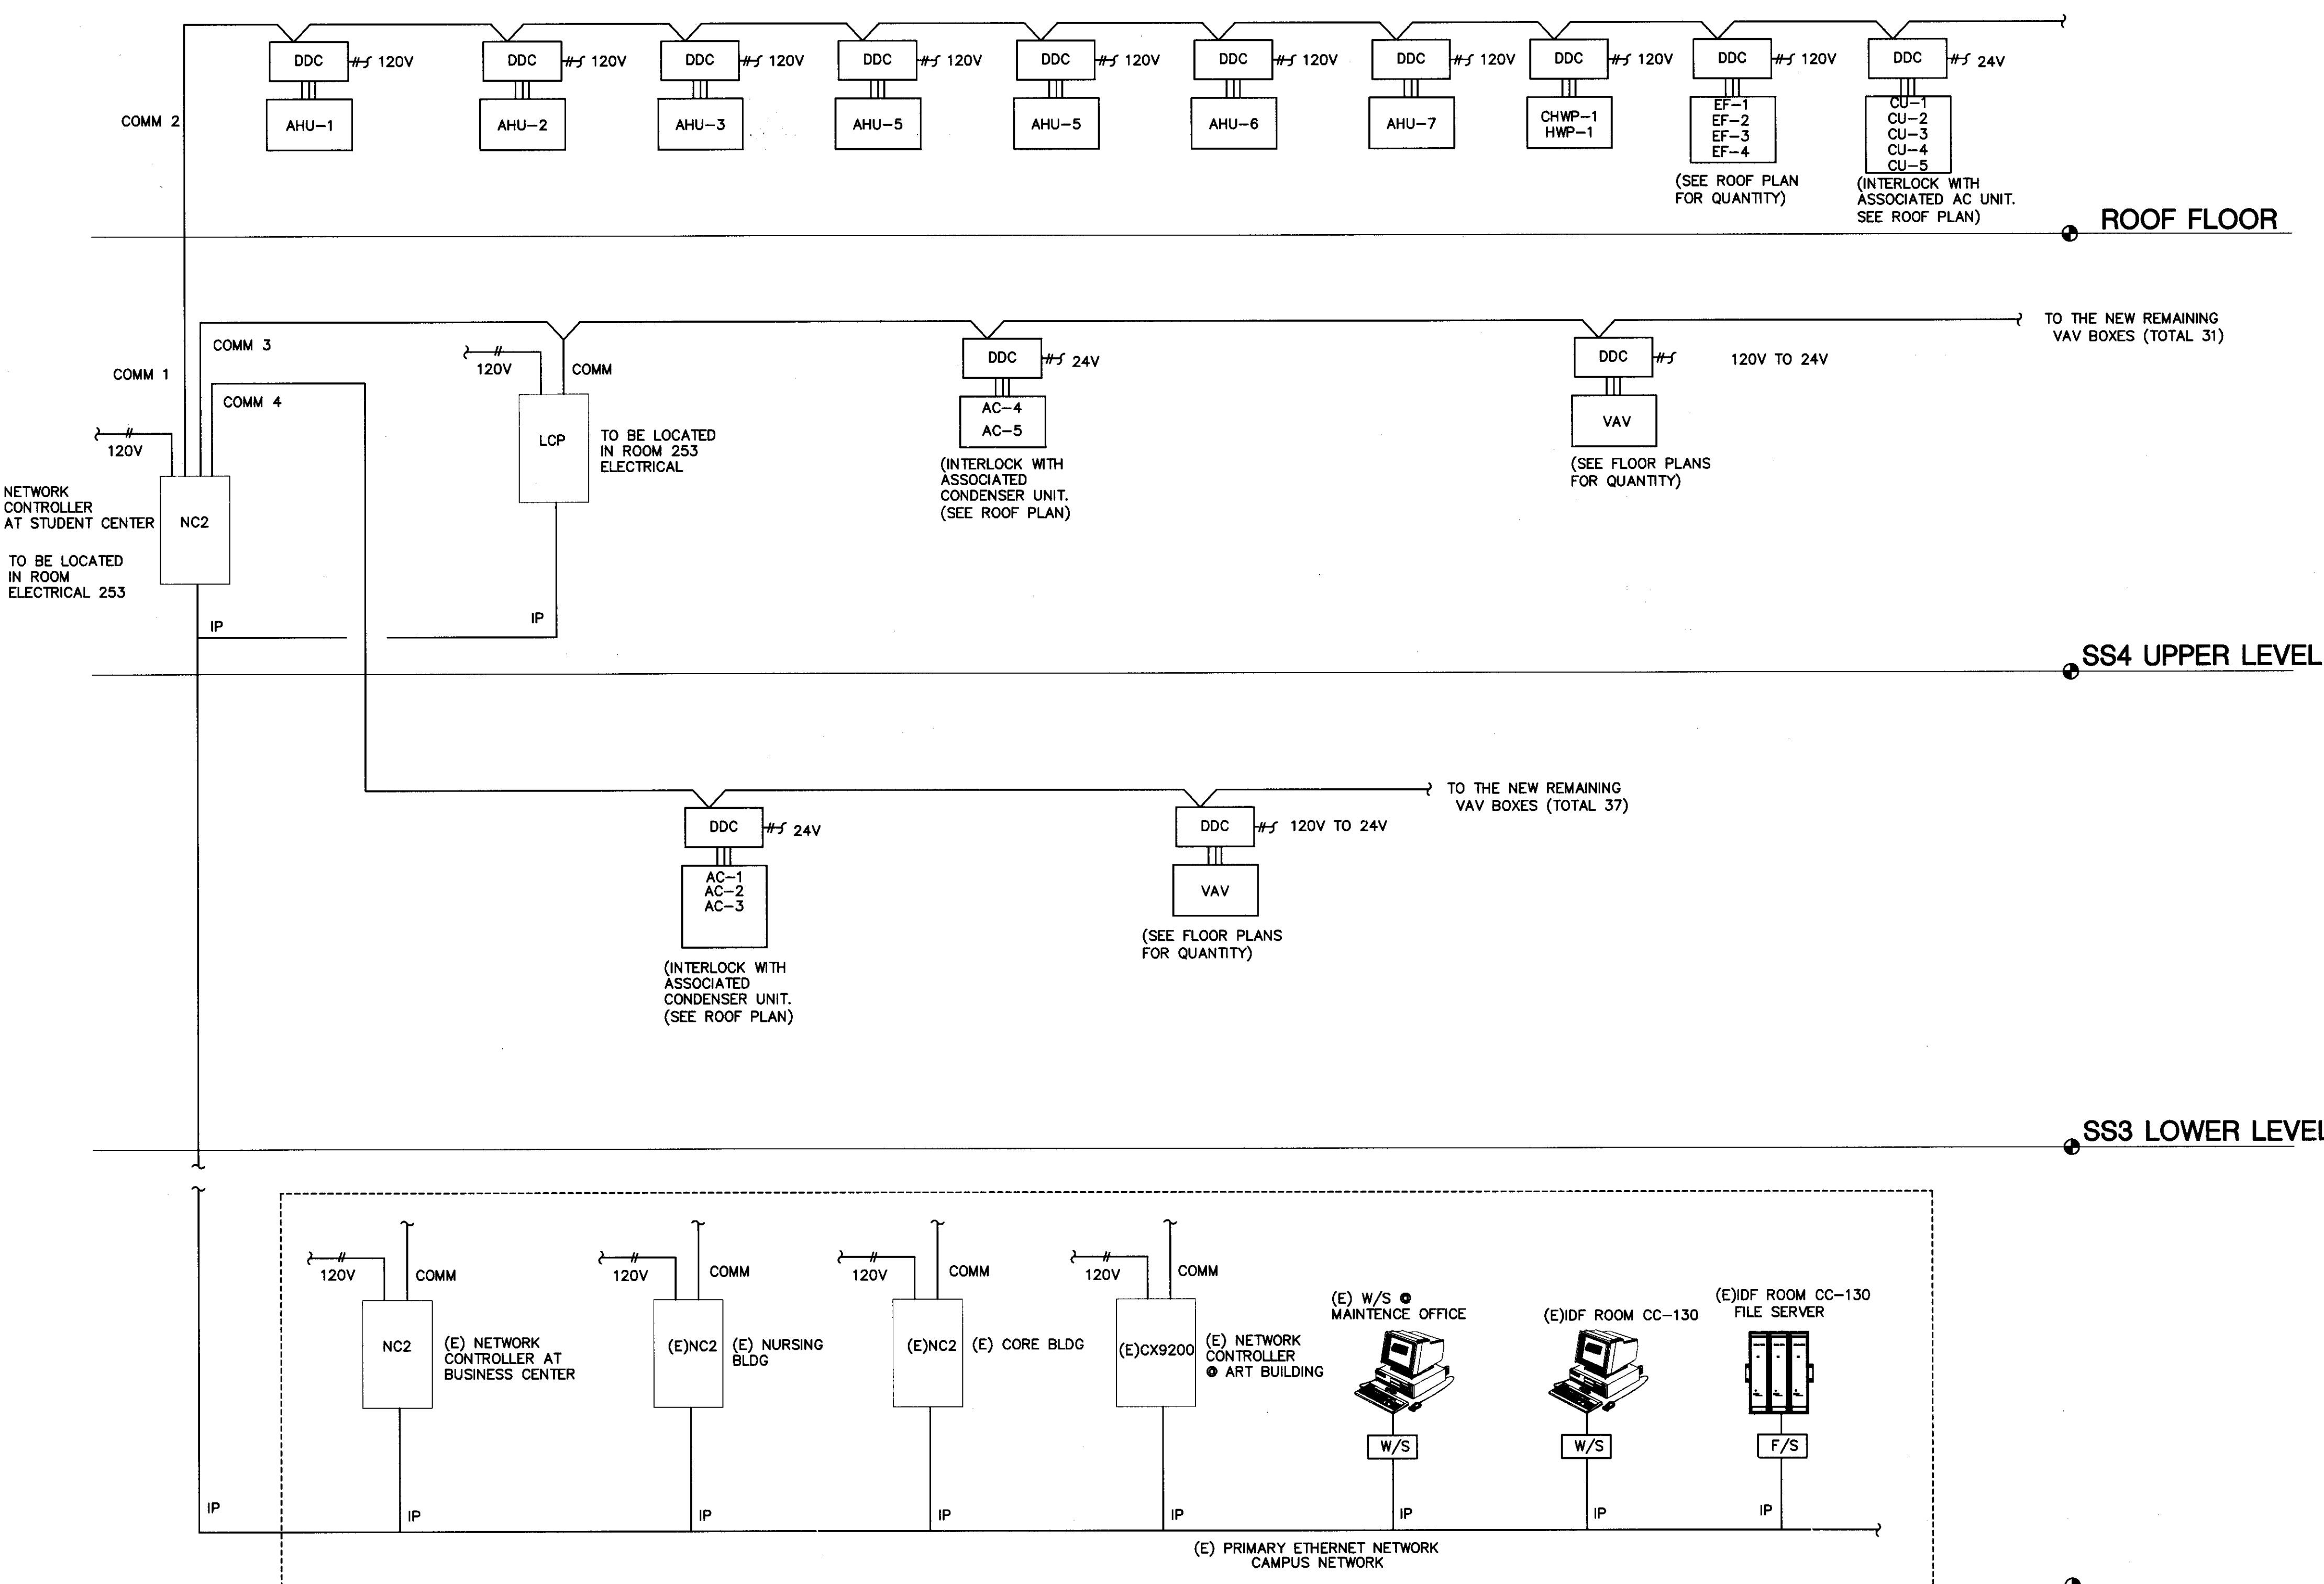 DDC 120V
DDC 120V
DDC 120V
DDC 120V
DDC 120V
DDC 120V
DDC 120V
DDC 120V
DDC 120V
DDC 24V
COMM 2
AHU-1
AHU-2
AHU-3
AHU-5
AHU-5
AHU-6
AHU-7
CHWP-1
HWP-1
EF-1
EF-2
EF-3
EF-4
(SEE ROOF PLAN
FOR QUANTITY)
CU-1
CU-2
CU-3
CU-4
CU-5
(INTERLOCK WITH
ASSOCIATED AC UNIT.
SEE ROOF PLAN)
ROOF FLOOR
COMM 1
COMM 3
COMM 4
120V
NETWORK
CONTROLLER
AT STUDENT CENTER
NC2
TO BE LOCATED
IN ROOM
ELECTRICAL 253
IP
120V
COMM
LCP
TO BE LOCATED
IN ROOM 253
ELECTRICAL
IP
DDC 24V
AC-4
AC-5
(INTERLOCK WITH
ASSOCIATED
CONDENSER UNIT.
(SEE ROOF PLAN)
DDC 120V TO 24V
VAV
(SEE FLOOR PLANS
FOR QUANTITY)
TO THE NEW REMAINING
VAV BOXES (TOTAL 31)
SS4 UPPER LEVEL
DDC 24V
AC-1
AC-2
AC-3
(INTERLOCK WITH
ASSOCIATED
CONDENSER UNIT.
(SEE ROOF PLAN)
DDC 120V TO 24V
VAV
(SEE FLOOR PLANS
FOR QUANTITY)
TO THE NEW REMAINING
VAV BOXES (TOTAL 37)
SS3 LOWER LEVEL
120V
COMM
NC2
(E) NETWORK
CONTROLLER AT
BUSINESS CENTER
120V
COMM
(E)NC2
(E) NURSING
BLDG
120V
COMM
(E)NC2
(E) CORE BLDG
120V
COMM
(E)CX9200
(E) NETWORK
CONTROLLER
@ ART BUILDING
(E) W/S @
MAINTENCE OFFICE
W/S
(E)IDF ROOM CC-130
W/S
(E)IDF ROOM CC-130
FILE SERVER
F/S
IP
IP
IP
IP
IP
IP
IP
IP
(E) PRIMARY ETHERNET NETWORK
CAMPUS NETWORK